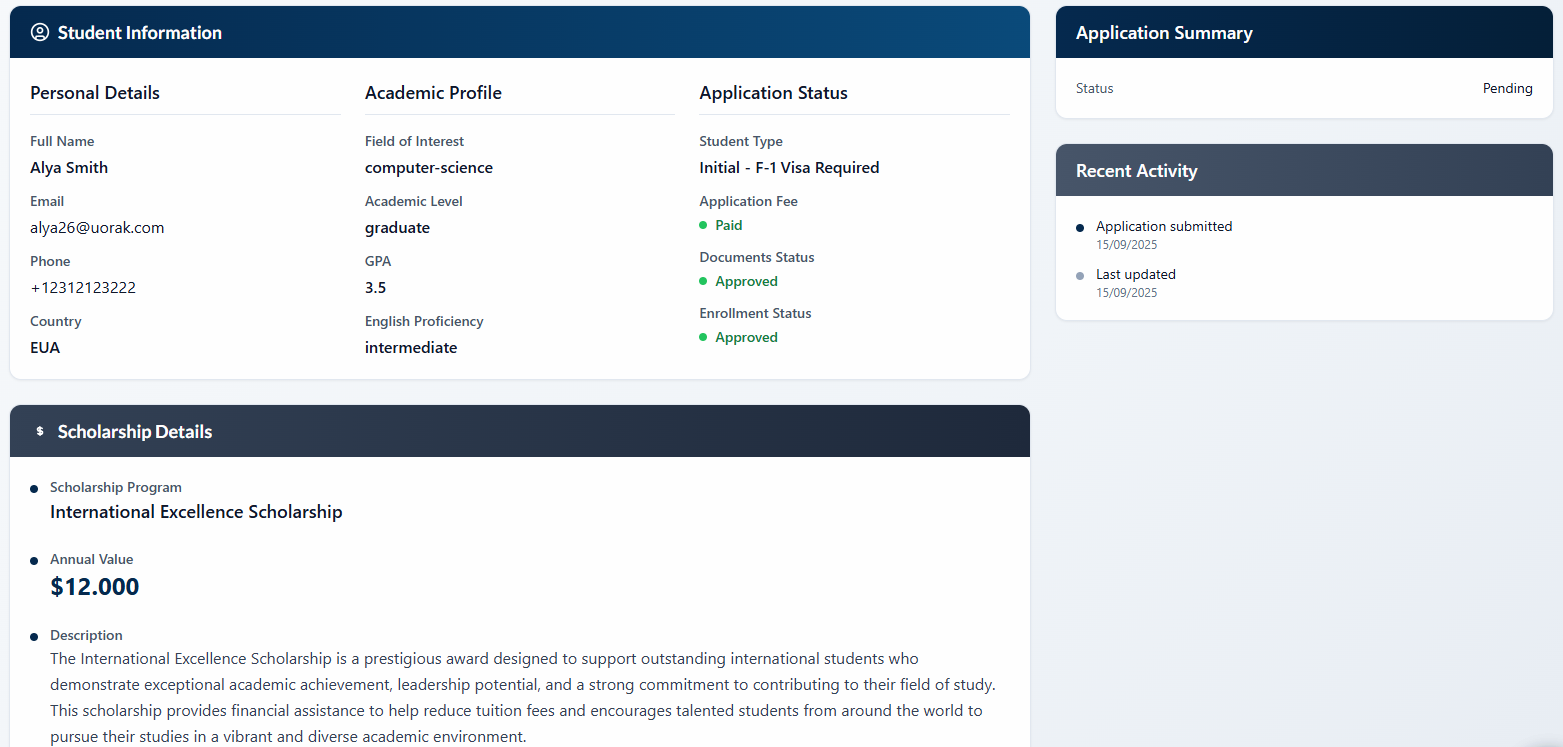 Student Information
Personal Details
Full Name
Alya Smith
Email
alya26@uorak.com
Phone
+12312123222
Country
EUA
Academic Profile
Field of Interest
computer-science
Academic Level
graduate
GPA
3.5
English Proficiency
intermediate
Application Status
Student Type
Initial - F-1 Visa Required
Application Fee
Paid
Documents Status
Approved
Enrollment Status
Approved
$ Scholarship Details
Scholarship Program
International Excellence Scholarship
Annual Value
$12.000
Description
The International Excellence Scholarship is a prestigious award designed to support outstanding international students who
demonstrate exceptional academic achievement, leadership potential, and a strong commitment to contributing to their field of study.
This scholarship provides financial assistance to help reduce tuition fees and encourages talented students from around the world to
pursue their studies in a vibrant and diverse academic environment.
Application Summary
Status Pending
Recent Activity
Application submitted
15/09/2025
Last updated
15/09/2025